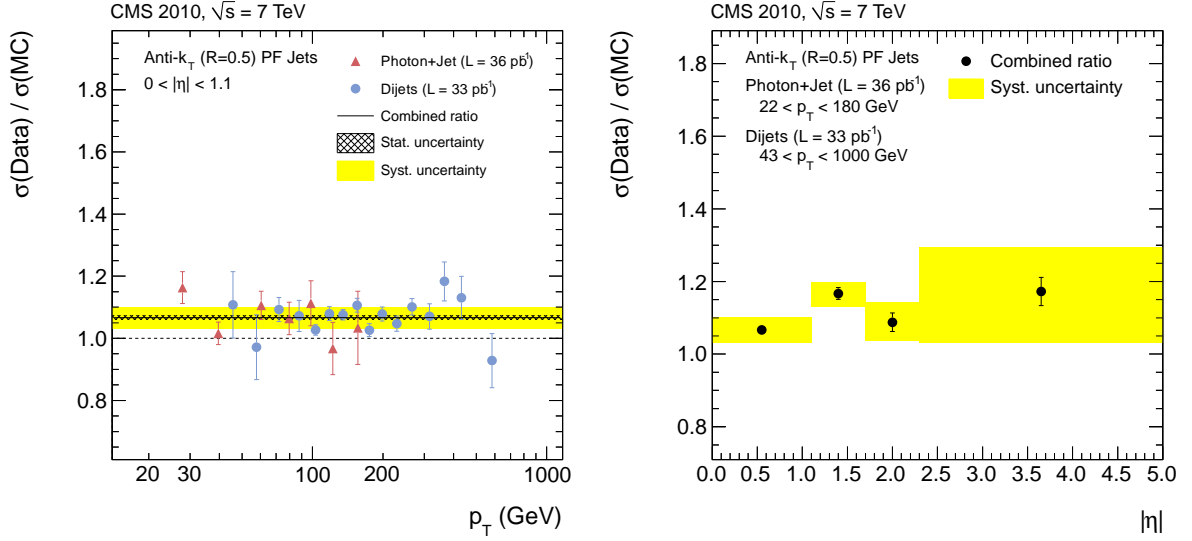 CMS 2010, √s = 7 TeV
σ(Data) / σ(MC)
Anti-k_T (R=0.5) PF Jets
0 < |η| < 1.1
Photon+Jet (L = 36 pb⁻¹)
Dijets (L = 33 pb⁻¹)
Combined ratio
Stat. uncertainty
Syst. uncertainty
1.8
1.6
1.4
1.2
1.0
0.8
20 30 100 200 1000
p_T (GeV)
CMS 2010, √s = 7 TeV
σ(Data) / σ(MC)
Anti-k_T (R=0.5) PF Jets
Photon+Jet (L = 36 pb⁻¹)
22 < p_T < 180 GeV
Dijets (L = 33 pb⁻¹)
43 < p_T < 1000 GeV
Combined ratio
Syst. uncertainty
1.8
1.6
1.4
1.2
1.0
0.8
0.0 0.5 1.0 1.5 2.0 2.5 3.0 3.5 4.0 4.5 5.0
|η|